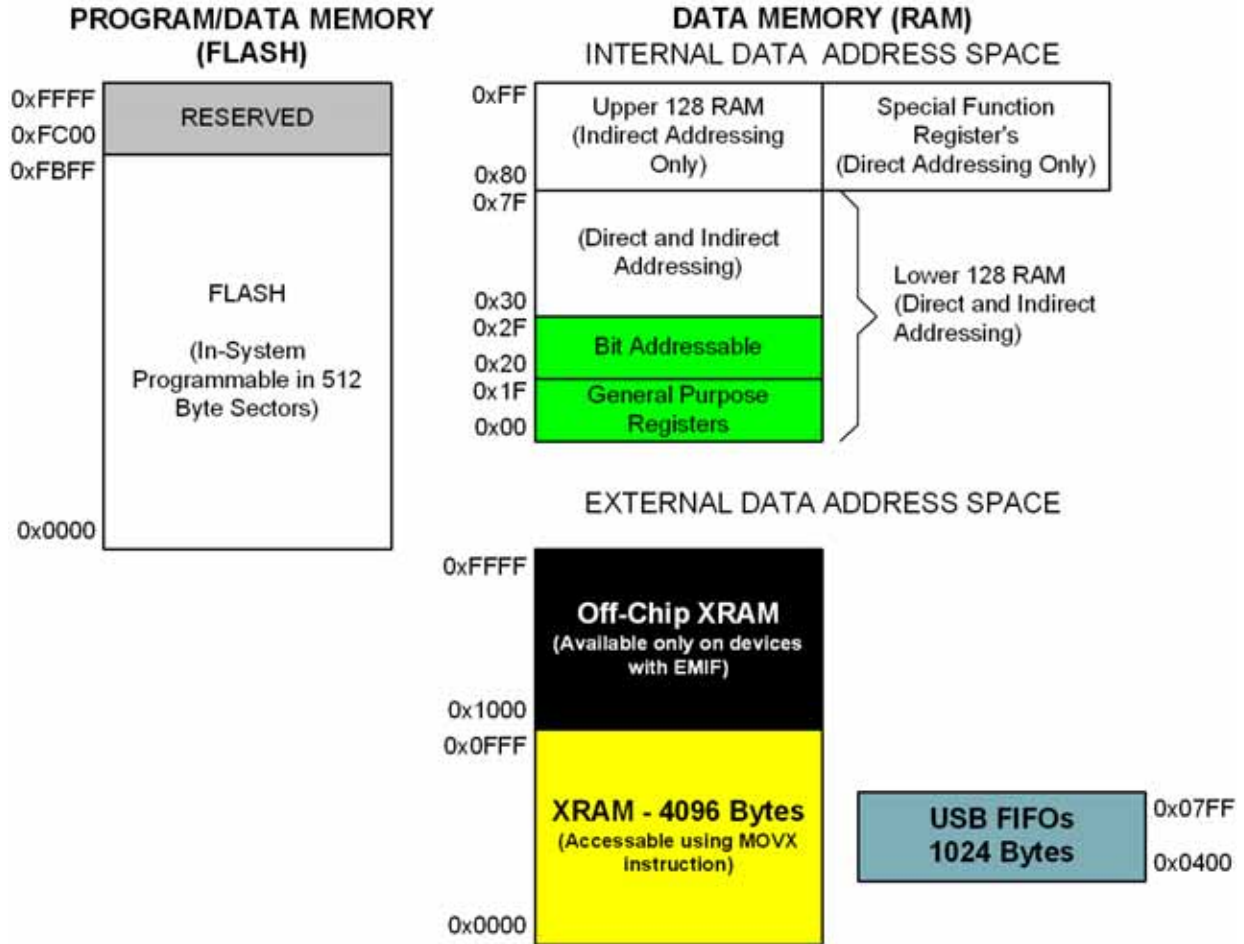 PROGRAM/DATA MEMORY
(FLASH)
0xFFFF
RESERVED
0xFC00
0xFBFF
FLASH
(In-System
Programmable in 512
Byte Sectors)
0x0000
DATA MEMORY (RAM)
INTERNAL DATA ADDRESS SPACE
0xFF
Upper 128 RAM
(Indirect Addressing
Only)
0x80
Special Function
Register's
(Direct Addressing Only)
0x7F
(Direct and Indirect
Addressing)
0x30
0x2F
Bit Addressable
0x20
0x1F
General Purpose
Registers
0x00
Lower 128 RAM
(Direct and Indirect
Addressing)
EXTERNAL DATA ADDRESS SPACE
0xFFFF
Off-Chip XRAM
(Available only on devices
with EMIF)
0x1000
0x0FFF
XRAM - 4096 Bytes
(Accessable using MOVX
instruction)
0x0000
USB FIFOs
1024 Bytes
0x07FF
0x0400